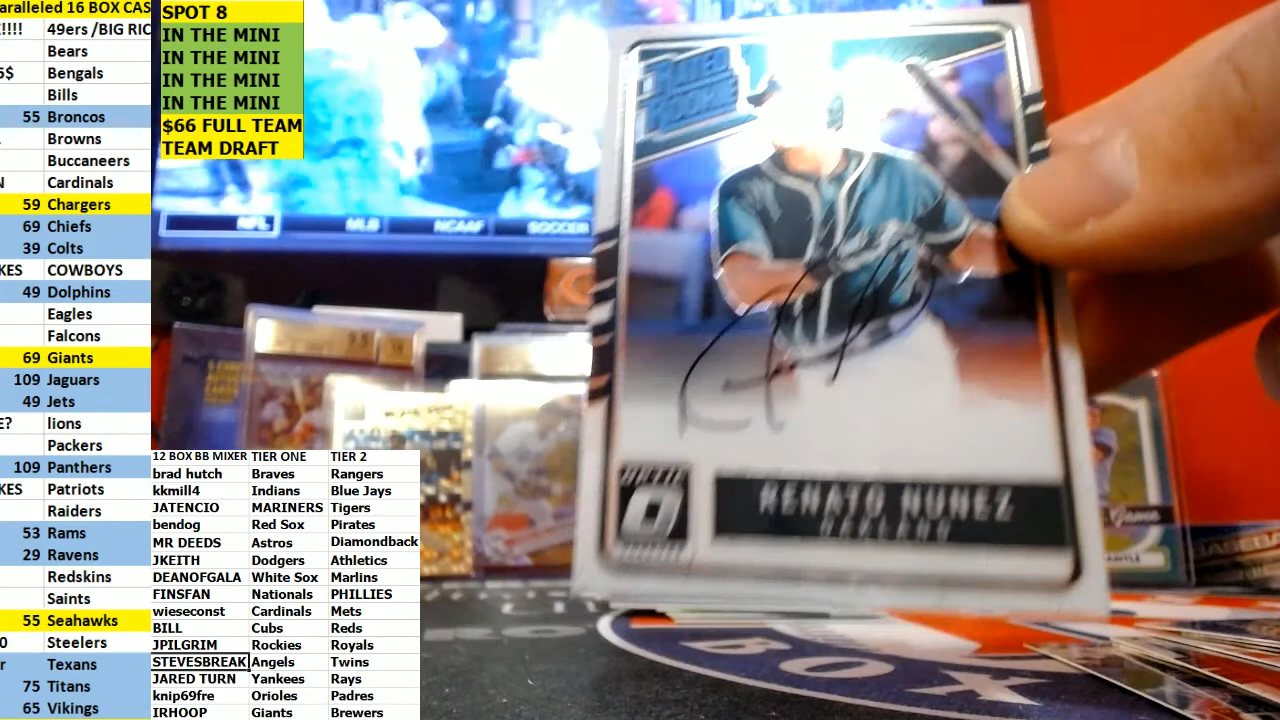 aralleled 16 BOX CAS
!!!! 49ers /BIG RIC
Bears
5$ Bengals
Bills
55 Broncos
Browns
Buccaneers
N Cardinals
59 Chargers
69 Chiefs
39 Colts
KES COWBOYS
49 Dolphins
Eagles
Falcons
69 Giants
109 Jaguars
49 Jets
E? lions
Packers
109 Panthers
KES Patriots
Raiders
53 Rams
29 Ravens
Redskins
Saints
55 Seahawks
0 Steelers
r Texans
75 Titans
65 Vikings
SPOT 8
IN THE MINI
IN THE MINI
IN THE MINI
IN THE MINI
$66 FULL TEAM
TEAM DRAFT
NFL MLB NCAAF SOCCER
RATED
ROOKIE
9.5
OPTIC
RENATO NUNEZ
OAKLAND
12 BOX BB MIXER TIER ONE TIER 2
brad hutch Braves Rangers
kkmill4 Indians Blue Jays
JATENCIO MARINERS Tigers
bendog Red Sox Pirates
MR DEEDS Astros Diamondback
JKEITH Dodgers Athletics
DEANOFGALA White Sox Marlins
FINSFAN Nationals PHILLIES
wieseconst Cardinals Mets
BILL Cubs Reds
JPILGRIM Rockies Royals
STEVESBREAK Angels Twins
JARED TURN Yankees Rays
knip69fre Orioles Padres
IRHOOP Giants Brewers
BOX